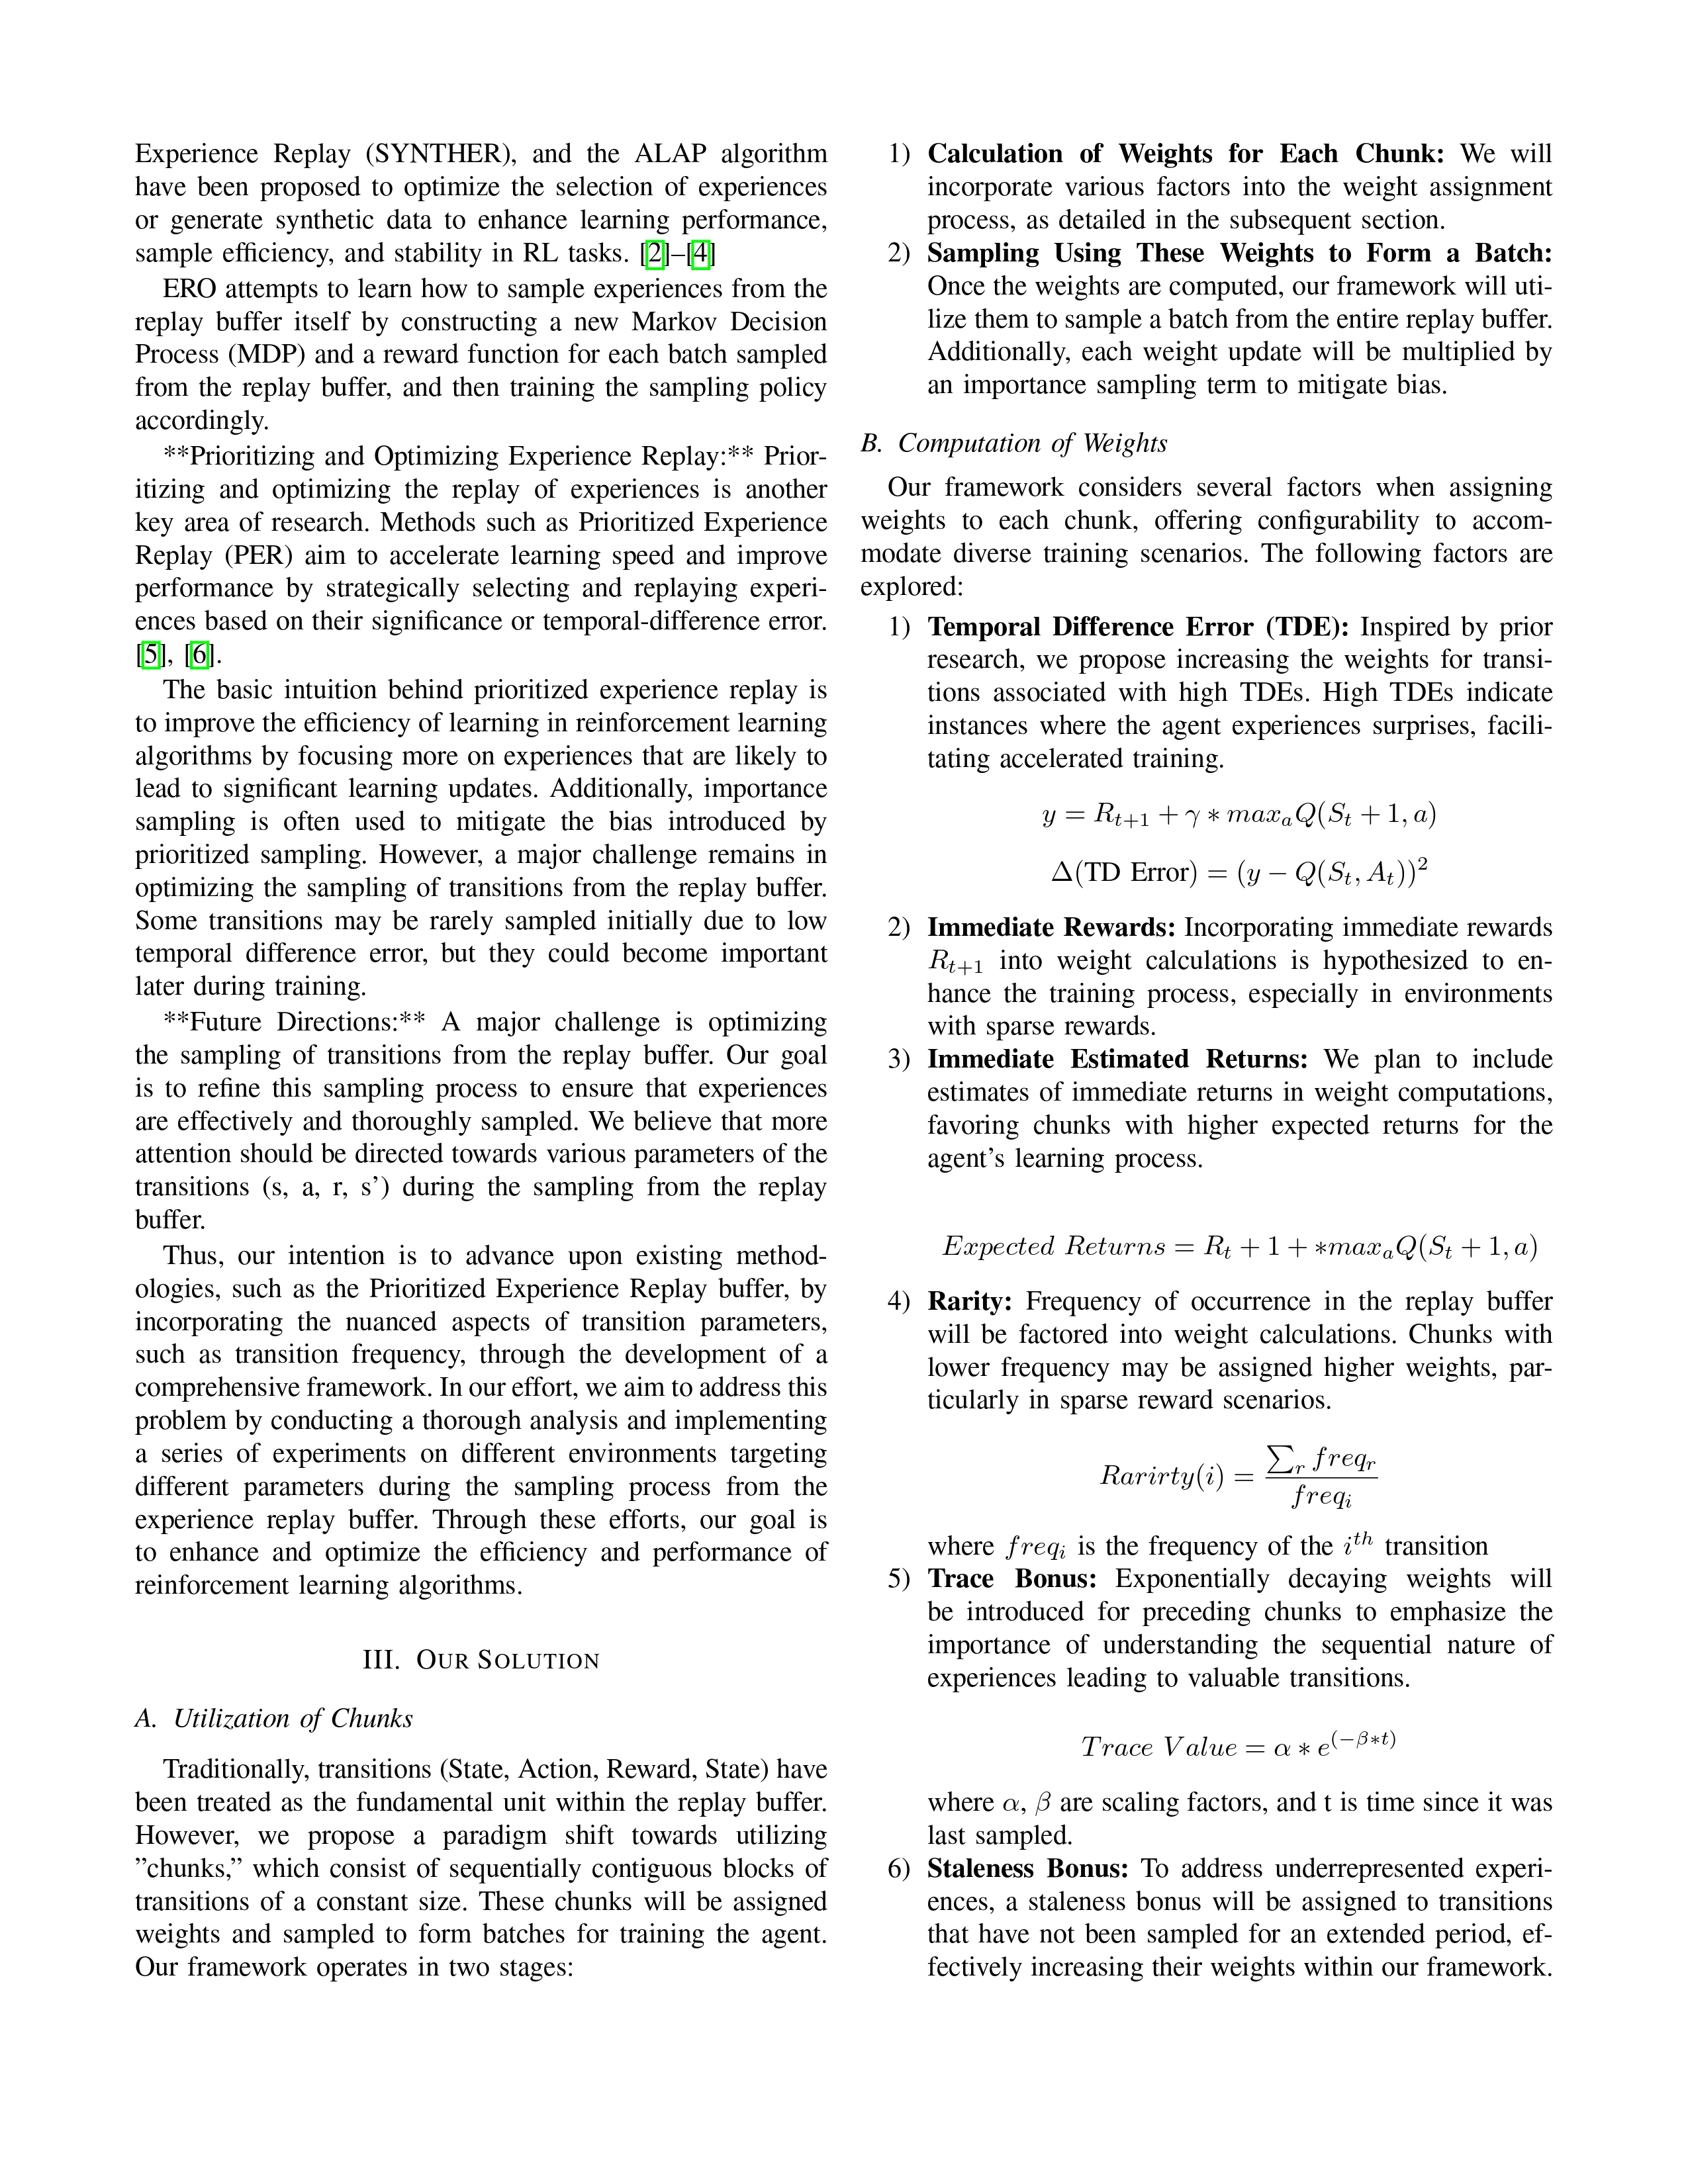 Experience Replay (SYNTHER), and the ALAP algorithm
have been proposed to optimize the selection of experiences
or generate synthetic data to enhance learning performance,
sample efficiency, and stability in RL tasks. [2]–[4]
ERO attempts to learn how to sample experiences from the
replay buffer itself by constructing a new Markov Decision
Process (MDP) and a reward function for each batch sampled
from the replay buffer, and then training the sampling policy
accordingly.
**Prioritizing and Optimizing Experience Replay:** Prior-
itizing and optimizing the replay of experiences is another
key area of research. Methods such as Prioritized Experience
Replay (PER) aim to accelerate learning speed and improve
performance by strategically selecting and replaying experi-
ences based on their significance or temporal-difference error.
[5], [6].
The basic intuition behind prioritized experience replay is
to improve the efficiency of learning in reinforcement learning
algorithms by focusing more on experiences that are likely to
lead to significant learning updates. Additionally, importance
sampling is often used to mitigate the bias introduced by
prioritized sampling. However, a major challenge remains in
optimizing the sampling of transitions from the replay buffer.
Some transitions may be rarely sampled initially due to low
temporal difference error, but they could become important
later during training.
**Future Directions:** A major challenge is optimizing
the sampling of transitions from the replay buffer. Our goal
is to refine this sampling process to ensure that experiences
are effectively and thoroughly sampled. We believe that more
attention should be directed towards various parameters of the
transitions (s, a, r, s') during the sampling from the replay
buffer.
Thus, our intention is to advance upon existing method-
ologies, such as the Prioritized Experience Replay buffer, by
incorporating the nuanced aspects of transition parameters,
such as transition frequency, through the development of a
comprehensive framework. In our effort, we aim to address this
problem by conducting a thorough analysis and implementing
a series of experiments on different environments targeting
different parameters during the sampling process from the
experience replay buffer. Through these efforts, our goal is
to enhance and optimize the efficiency and performance of
reinforcement learning algorithms.
III. OUR SOLUTION
A. Utilization of Chunks
Traditionally, transitions (State, Action, Reward, State) have
been treated as the fundamental unit within the replay buffer.
However, we propose a paradigm shift towards utilizing
”chunks,” which consist of sequentially contiguous blocks of
transitions of a constant size. These chunks will be assigned
weights and sampled to form batches for training the agent.
Our framework operates in two stages:
1) Calculation of Weights for Each Chunk: We will
incorporate various factors into the weight assignment
process, as detailed in the subsequent section.
2) Sampling Using These Weights to Form a Batch:
Once the weights are computed, our framework will uti-
lize them to sample a batch from the entire replay buffer.
Additionally, each weight update will be multiplied by
an importance sampling term to mitigate bias.
B. Computation of Weights
Our framework considers several factors when assigning
weights to each chunk, offering configurability to accom-
modate diverse training scenarios. The following factors are
explored:
1) Temporal Difference Error (TDE): Inspired by prior
research, we propose increasing the weights for transi-
tions associated with high TDEs. High TDEs indicate
instances where the agent experiences surprises, facili-
tating accelerated training.
$y = R_{t+1} + \gamma * max_a Q(S_t + 1, a)$
$\Delta(\text{TD Error}) = (y - Q(S_t, A_t))^2$
2) Immediate Rewards: Incorporating immediate rewards
$R_{t+1}$ into weight calculations is hypothesized to en-
hance the training process, especially in environments
with sparse rewards.
3) Immediate Estimated Returns: We plan to include
estimates of immediate returns in weight computations,
favoring chunks with higher expected returns for the
agent's learning process.
$Expected\ Returns = R_t + 1 + *max_a Q(S_t + 1, a)$
4) Rarity: Frequency of occurrence in the replay buffer
will be factored into weight calculations. Chunks with
lower frequency may be assigned higher weights, par-
ticularly in sparse reward scenarios.
$Rarirty(i) = \frac{\sum_r freq_r}{freq_i}$
where $freq_i$ is the frequency of the $i^{th}$ transition
5) Trace Bonus: Exponentially decaying weights will
be introduced for preceding chunks to emphasize the
importance of understanding the sequential nature of
experiences leading to valuable transitions.
$Trace\ Value = \alpha * e^{(-\beta*t)}$
where $\alpha$, $\beta$ are scaling factors, and t is time since it was
last sampled.
6) Staleness Bonus: To address underrepresented experi-
ences, a staleness bonus will be assigned to transitions
that have not been sampled for an extended period, ef-
fectively increasing their weights within our framework.